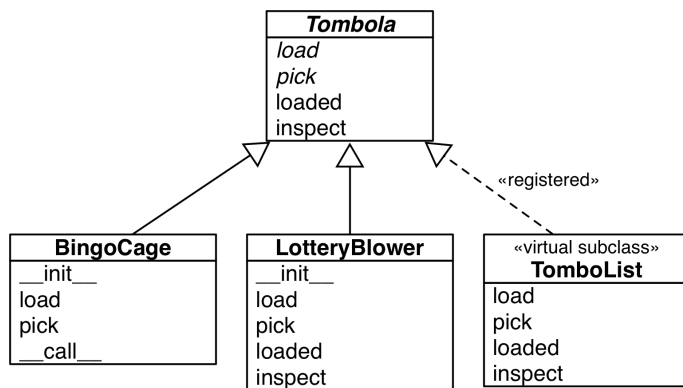 Tombola
load
pick
loaded
inspect
«registered»
BingoCage
__init__
load
pick
__call__
LotteryBlower
__init__
load
pick
loaded
inspect
«virtual subclass»
TomboList
load
pick
loaded
inspect